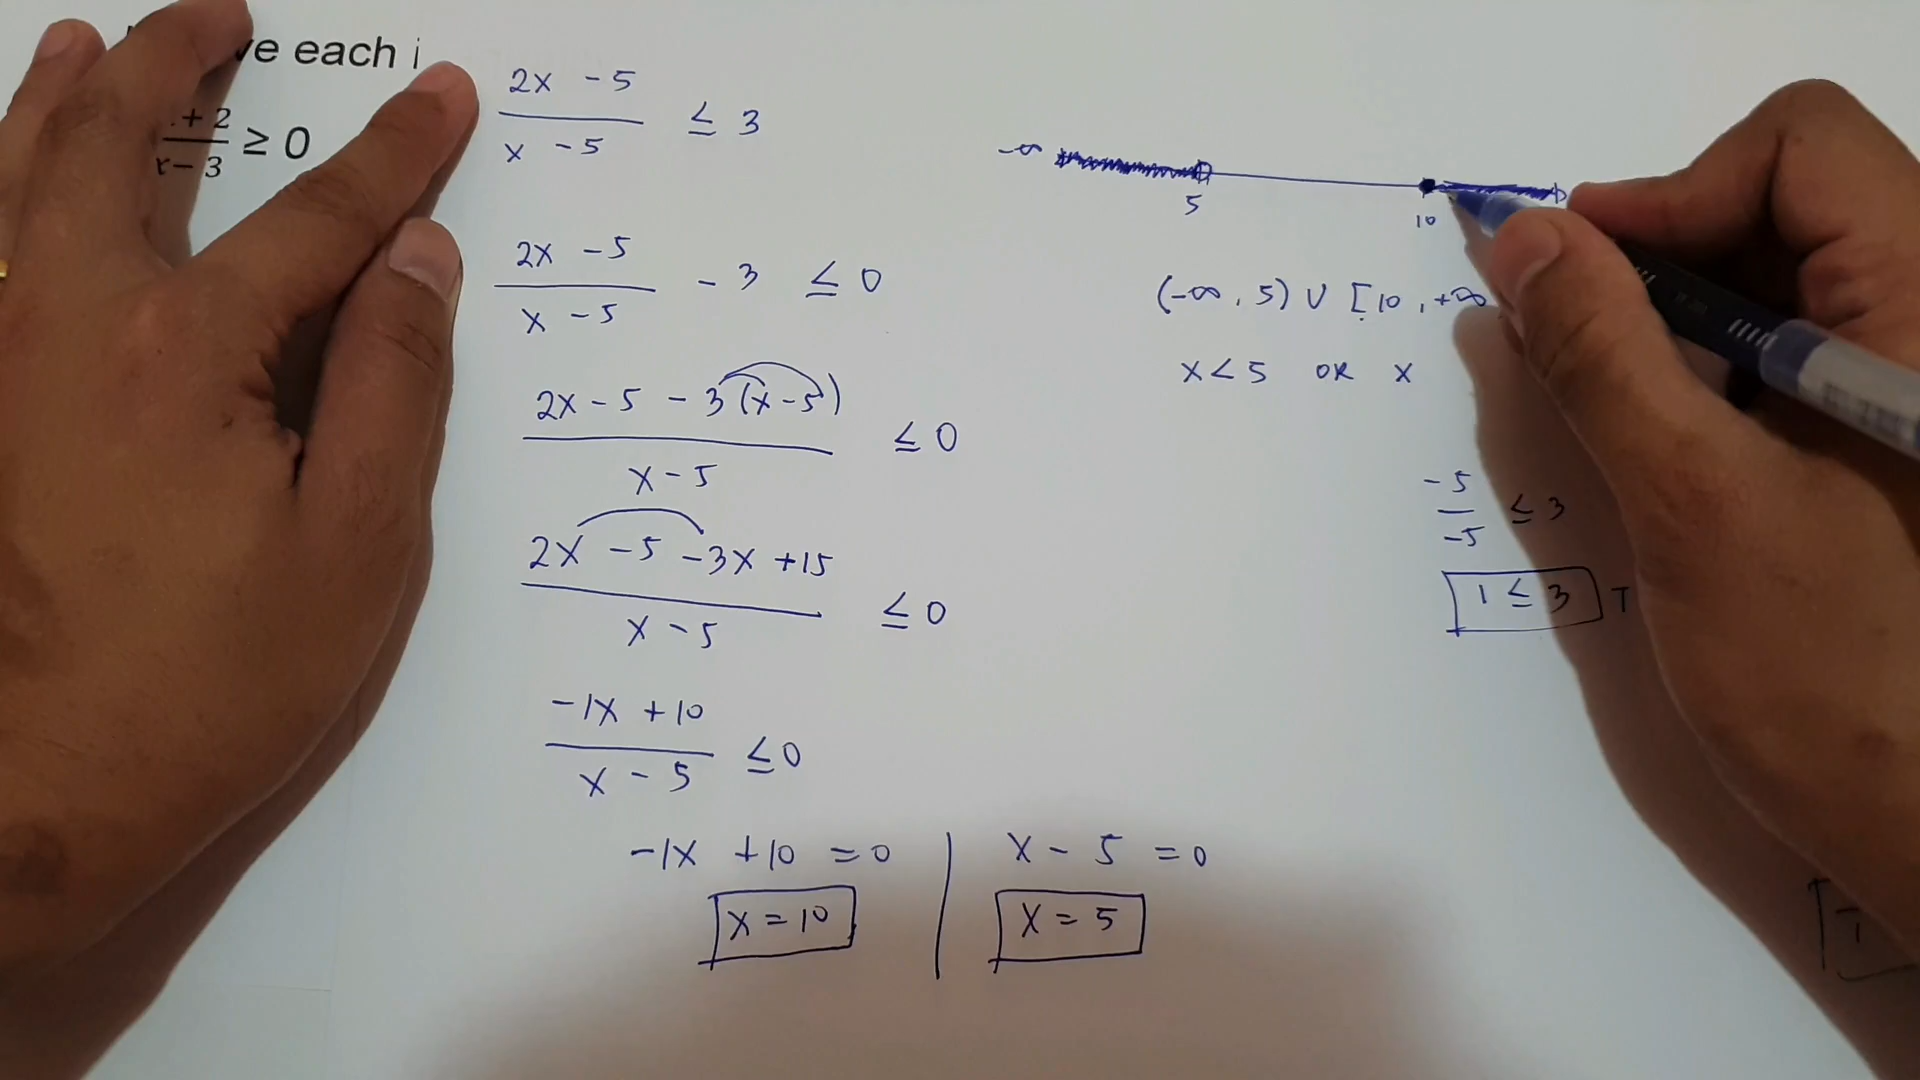 each i
+ 2
- 3
≥ 0
2x - 5
x - 5
≤ 3
2x - 5
x - 5
- 3 ≤ 0
2x - 5 - 3(x - 5)
x - 5
≤ 0
2x - 5 - 3x + 15
x - 5
≤ 0
-1x + 10
x - 5
≤ 0
-1x + 10 = 0
x = 10
x - 5 = 0
x = 5
-∞
5
10
(-∞, 5) ∪ [10, +∞
x < 5 OR x
-5
-5
≤ 3
1 ≤ 3 T